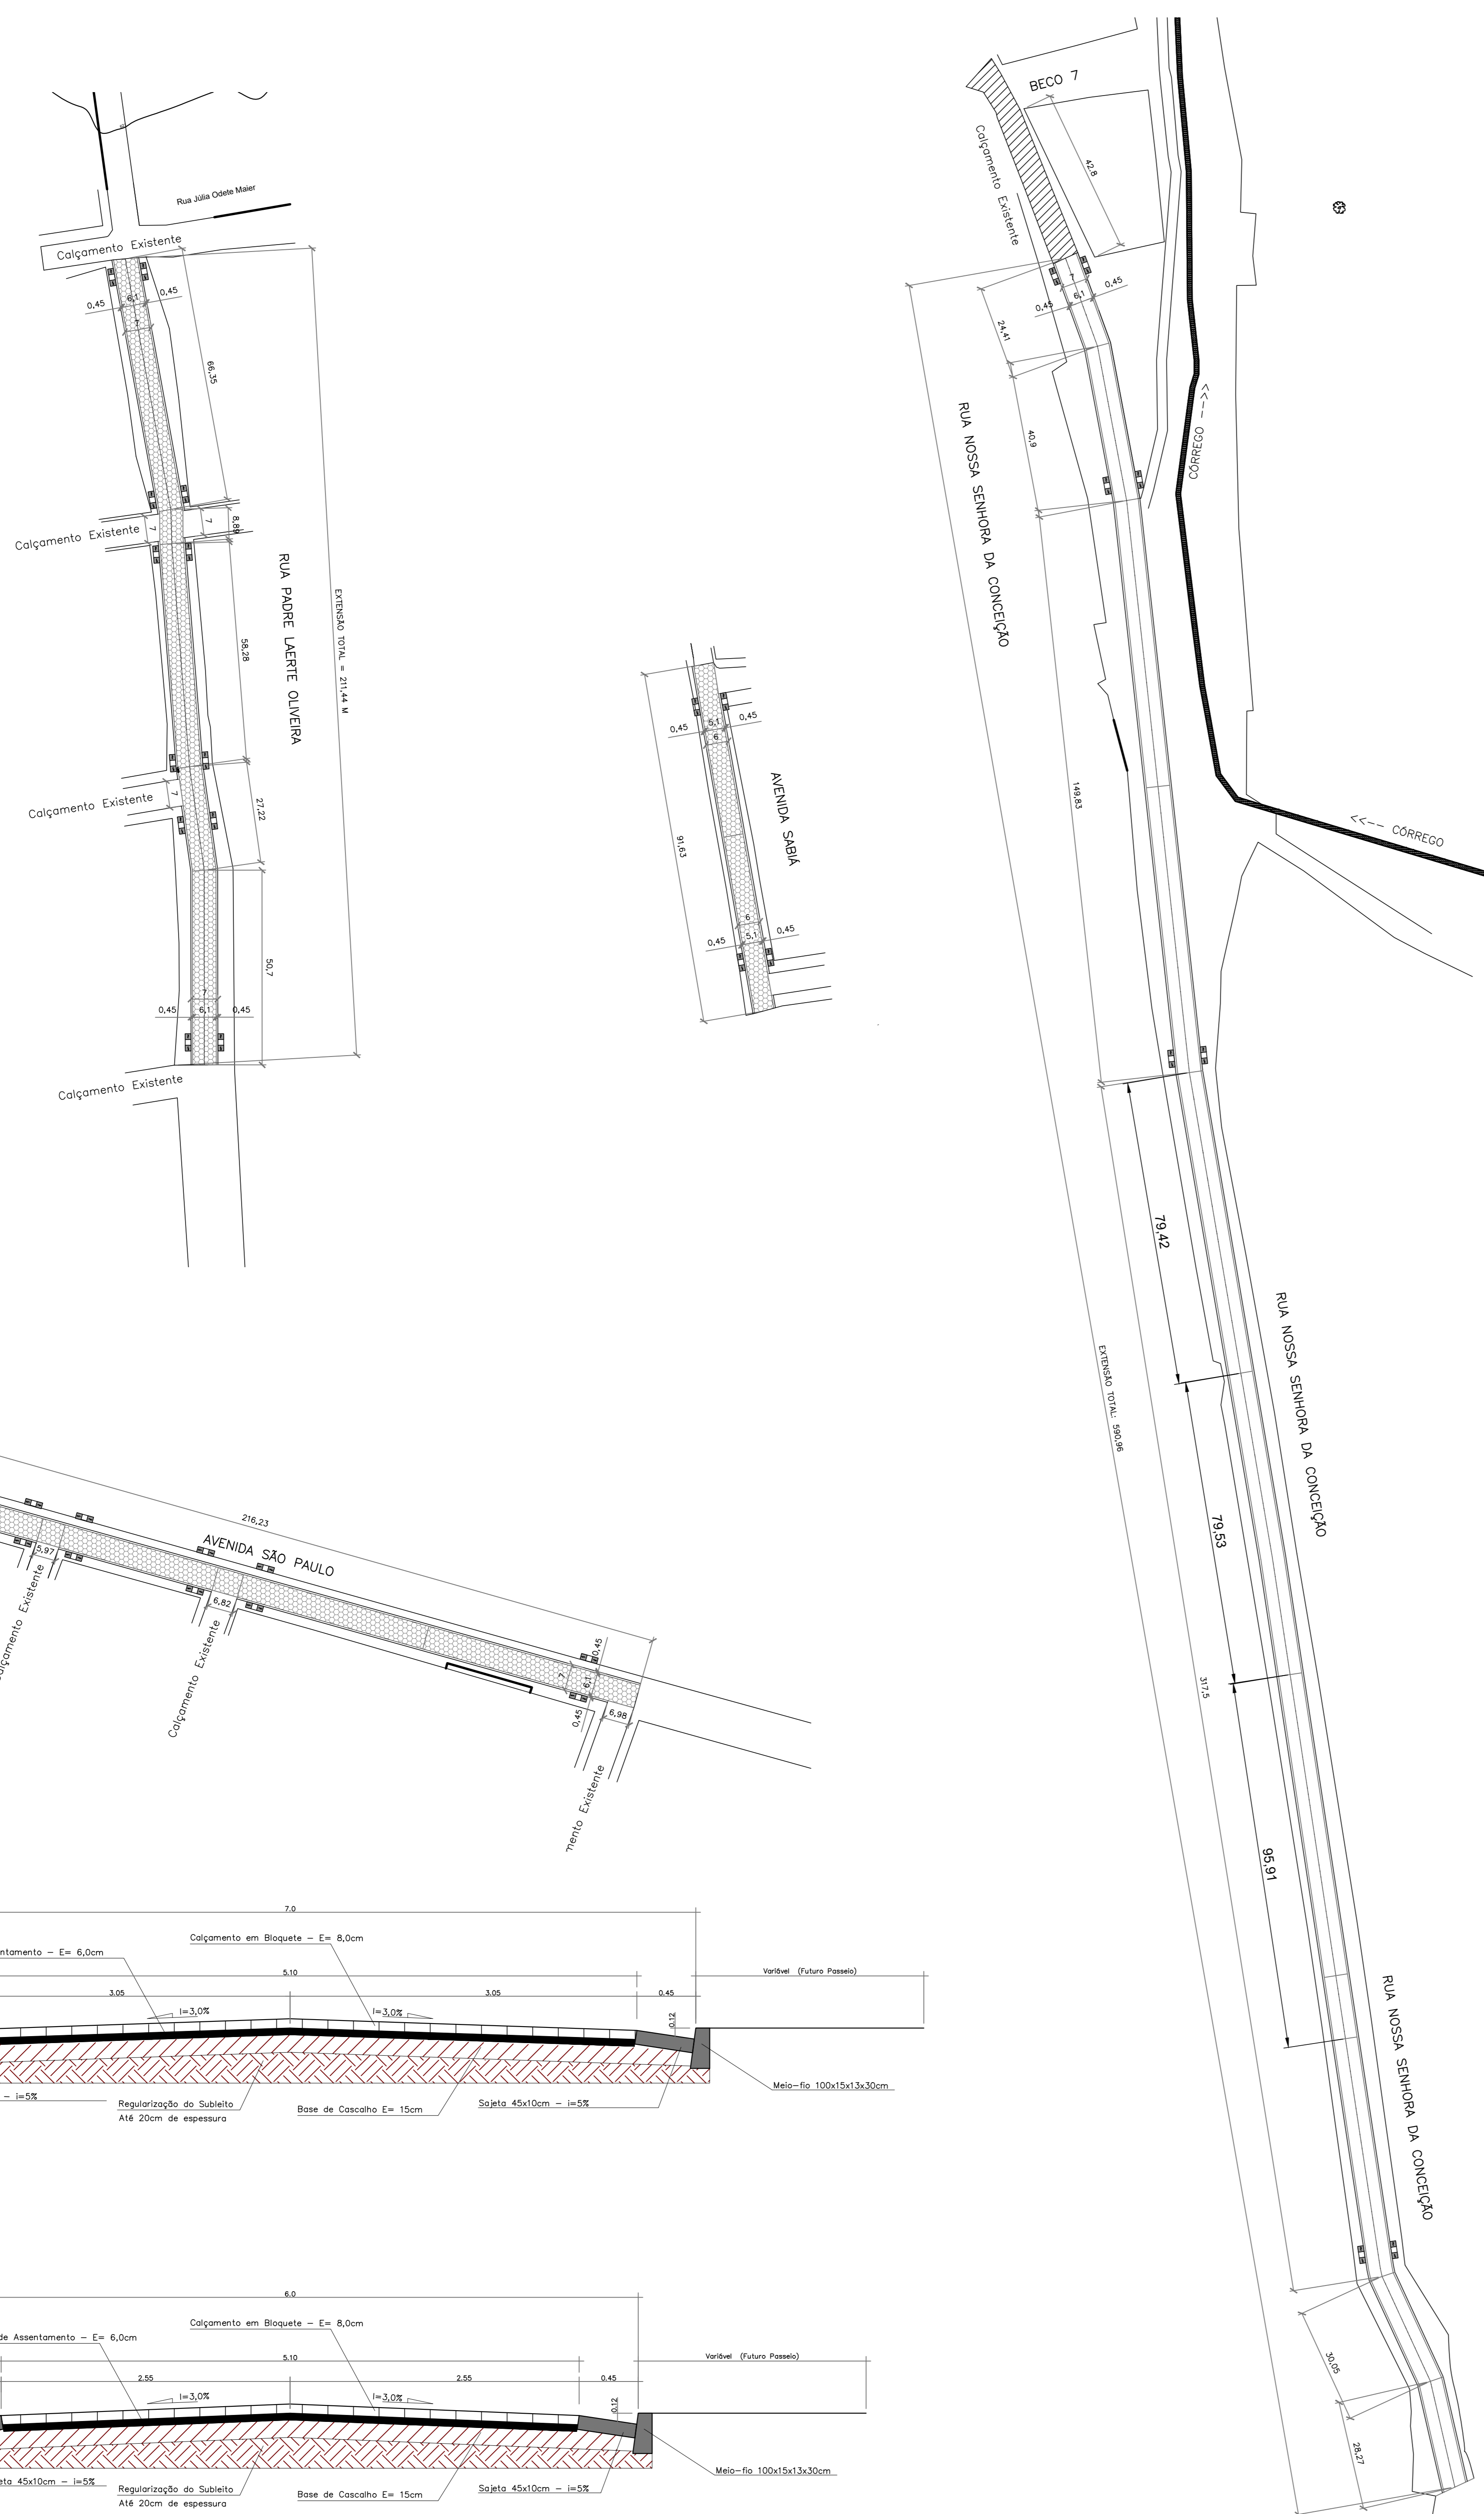 Rua Júlia Odete Maier
Calçamento Existente
0,45
6,1
0,45
7
66,35
8,89
7
7
Calçamento Existente
RUA PADRE LAERTE OLIVEIRA
EXTENSÃO TOTAL = 211,44 M
58,28
Calçamento Existente
7
27,22
50,7
7
0,45
6,1
0,45
Calçamento Existente
0,45
5,1
0,45
6
AVENIDA SABIÁ
91,63
6
0,45
5,1
0,45
BECO 7
Calçamento Existente
42,8
7
0,45
6,1
0,45
24,41
40,9
RUA NOSSA SENHORA DA CONCEIÇÃO
CÓRREGO --->>
<<--- CÓRREGO
149,83
79,42
RUA NOSSA SENHORA DA CONCEIÇÃO
EXTENSÃO TOTAL: 590,96
79,53
317,5
95,91
RUA NOSSA SENHORA DA CONCEIÇÃO
30,05
28,27
216,23
AVENIDA SÃO PAULO
5,97
6,82
alçamento Existente
Calçamento Existente
0,45
7
6,1
0,45
6,98
mento Existente
7.0
Calçamento em Bloquete - E= 8,0cm
ntamento - E= 6,0cm
5.10
Variável (Futuro Passeio)
3.05
3.05
0.45
i=3,0%
i=3,0%
0.12
- i=5%
Regularização do Subleito
Até 20cm de espessura
Base de Cascalho E= 15cm
Sajeta 45x10cm - i=5%
Meio-fio 100x15x13x30cm
6.0
Calçamento em Bloquete - E= 8,0cm
de Assentamento - E= 6,0cm
5.10
Variável (Futuro Passeio)
2.55
2.55
0.45
i=3,0%
i=3,0%
0.12
eta 45x10cm - i=5%
Regularização do Subleito
Até 20cm de espessura
Base de Cascalho E= 15cm
Sajeta 45x10cm - i=5%
Meio-fio 100x15x13x30cm